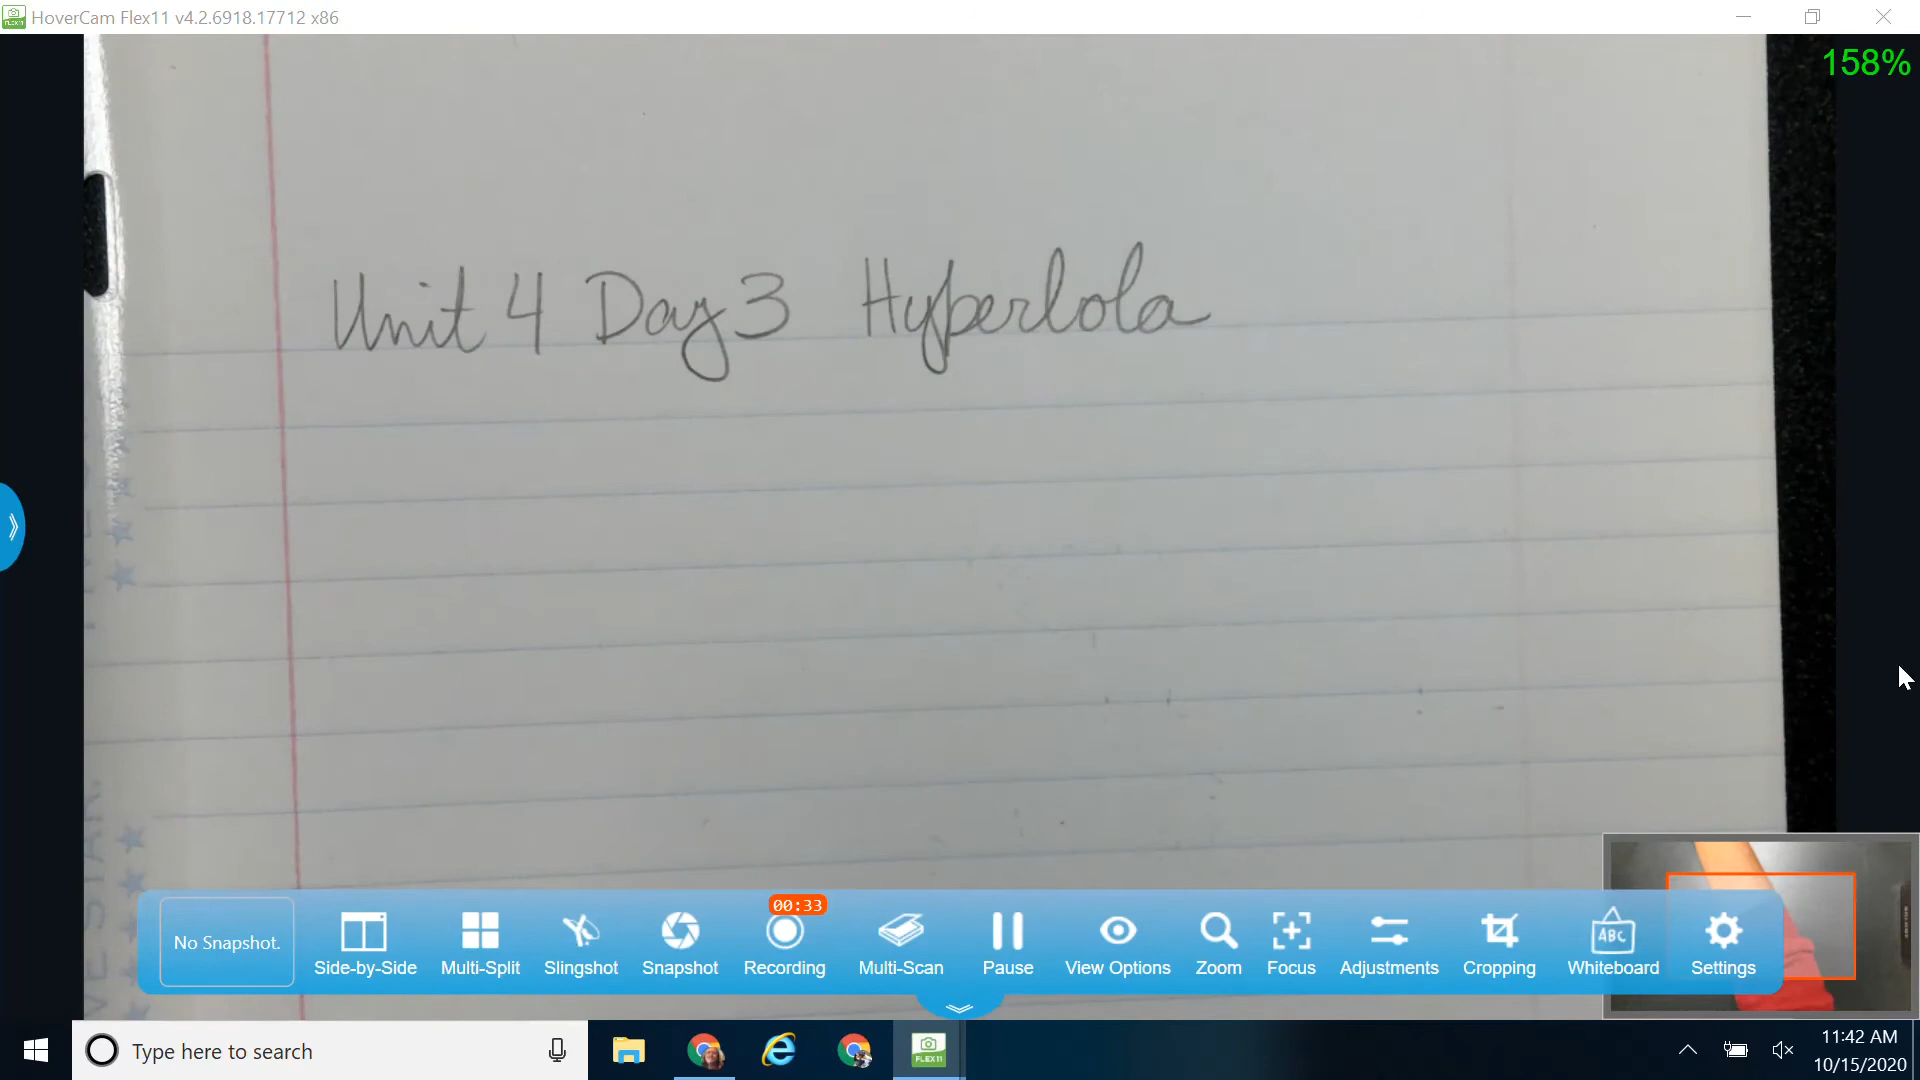 HoverCam Flex11 v4.2.6918.17712 x86
158%
Unit 4 Day 3 Hyperbola
00:33
No Snapshot.
Side-by-Side
Multi-Split
Slingshot
Snapshot
Recording
Multi-Scan
Pause
View Options
Zoom
Focus
Adjustments
Cropping
ABC
Whiteboard
Settings
Type here to search
FLEX11
11:42 AM
10/15/2020